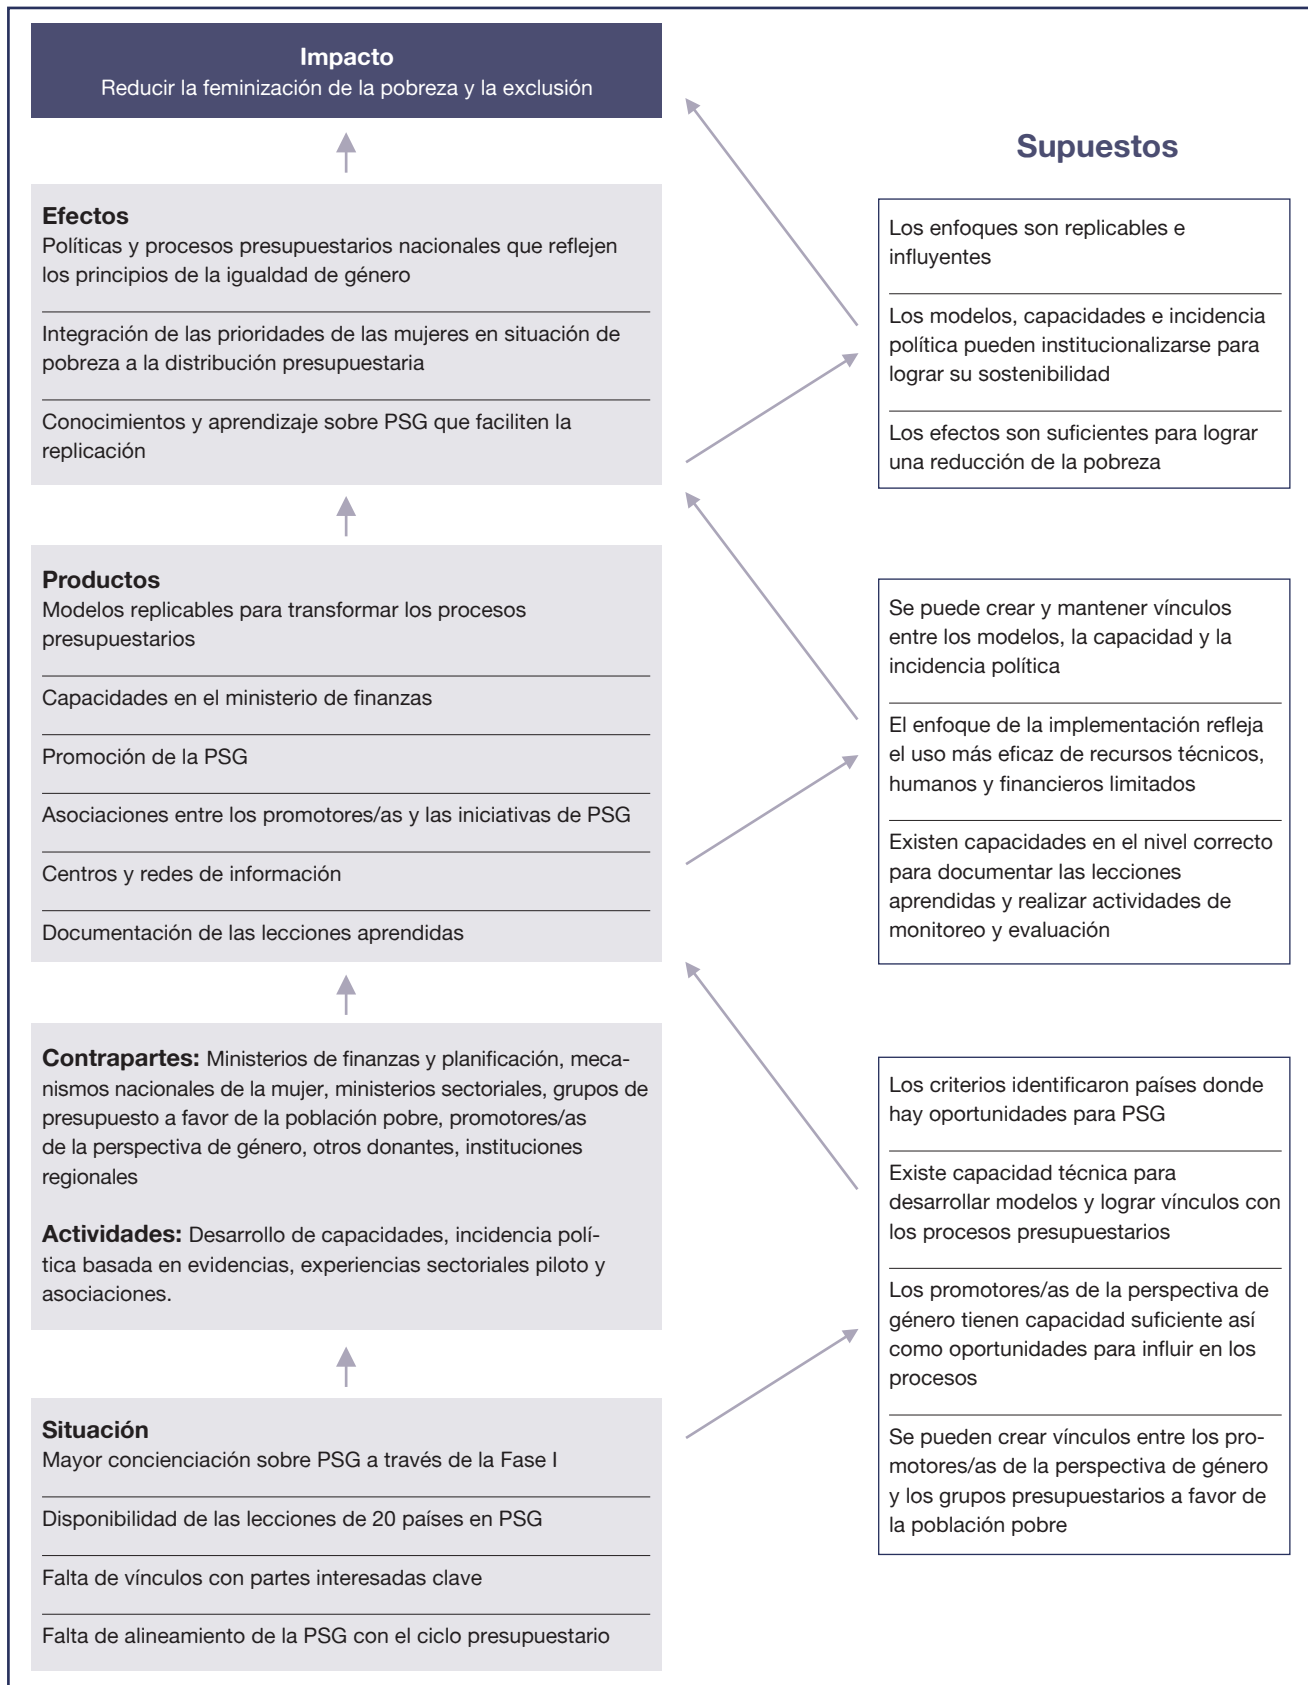 Impacto
Reducir la feminización de la pobreza y la exclusión
Efectos
Políticas y procesos presupuestarios nacionales que reflejen
los principios de la igualdad de género
Integración de las prioridades de las mujeres en situación de
pobreza a la distribución presupuestaria
Conocimientos y aprendizaje sobre PSG que faciliten la
replicación
Productos
Modelos replicables para transformar los procesos
presupuestarios
Capacidades en el ministerio de finanzas
Promoción de la PSG
Asociaciones entre los promotores/as y las iniciativas de PSG
Centros y redes de información
Documentación de las lecciones aprendidas
Contrapartes: Ministerios de finanzas y planificación, meca-
nismos nacionales de la mujer, ministerios sectoriales, grupos de
presupuesto a favor de la población pobre, promotores/as
de la perspectiva de género, otros donantes, instituciones
regionales
Actividades: Desarrollo de capacidades, incidencia polí-
tica basada en evidencias, experiencias sectoriales piloto y
asociaciones.
Situación
Mayor concienciación sobre PSG a través de la Fase I
Disponibilidad de las lecciones de 20 países en PSG
Falta de vínculos con partes interesadas clave
Falta de alineamiento de la PSG con el ciclo presupuestario
Supuestos
Los enfoques son replicables e
influyentes
Los modelos, capacidades e incidencia
política pueden institucionalizarse para
lograr su sostenibilidad
Los efectos son suficientes para lograr
una reducción de la pobreza
Se puede crear y mantener vínculos
entre los modelos, la capacidad y la
incidencia política
El enfoque de la implementación refleja
el uso más eficaz de recursos técnicos,
humanos y financieros limitados
Existen capacidades en el nivel correcto
para documentar las lecciones
aprendidas y realizar actividades de
monitoreo y evaluación
Los criterios identificaron países donde
hay oportunidades para PSG
Existe capacidad técnica para
desarrollar modelos y lograr vínculos con
los procesos presupuestarios
Los promotores/as de la perspectiva de
género tienen capacidad suficiente así
como oportunidades para influir en los
procesos
Se pueden crear vínculos entre los pro-
motores/as de la perspectiva de género
y los grupos presupuestarios a favor de
la población pobre